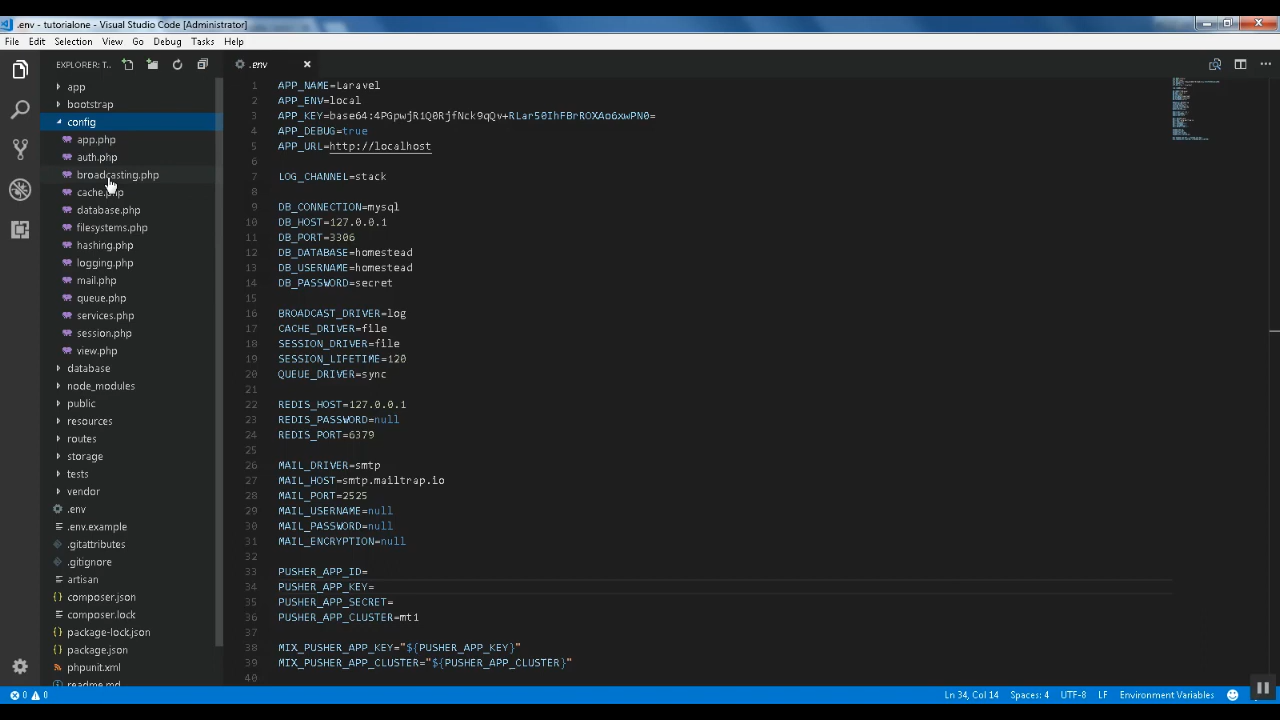 .env - tutorialone - Visual Studio Code [Administrator]
File Edit Selection View Go Debug Tasks Help
EXPLORER: T...
.env
app
bootstrap
config
app.php
auth.php
broadcasting.php
cache.php
database.php
filesystems.php
hashing.php
logging.php
mail.php
queue.php
services.php
session.php
view.php
database
node_modules
public
resources
routes
storage
tests
vendor
.env
.env.example
.gitattributes
.gitignore
artisan
composer.json
composer.lock
package-lock.json
package.json
phpunit.xml
readme.md
1 APP_NAME=Laravel
2 APP_ENV=local
3 APP_KEY=base64:4PGpwjR1Q0RjfNck9qQv+RLar50IhFBrROXAo6xwPN0=
4 APP_DEBUG=true
5 APP_URL=http://localhost
6
7 LOG_CHANNEL=stack
8
9 DB_CONNECTION=mysql
10 DB_HOST=127.0.0.1
11 DB_PORT=3306
12 DB_DATABASE=homestead
13 DB_USERNAME=homestead
14 DB_PASSWORD=secret
15
16 BROADCAST_DRIVER=log
17 CACHE_DRIVER=file
18 SESSION_DRIVER=file
19 SESSION_LIFETIME=120
20 QUEUE_DRIVER=sync
21
22 REDIS_HOST=127.0.0.1
23 REDIS_PASSWORD=null
24 REDIS_PORT=6379
25
26 MAIL_DRIVER=smtp
27 MAIL_HOST=smtp.mailtrap.io
28 MAIL_PORT=2525
29 MAIL_USERNAME=null
30 MAIL_PASSWORD=null
31 MAIL_ENCRYPTION=null
32
33 PUSHER_APP_ID=
34 PUSHER_APP_KEY=
35 PUSHER_APP_SECRET=
36 PUSHER_APP_CLUSTER=mt1
37
38 MIX_PUSHER_APP_KEY="${PUSHER_APP_KEY}"
39 MIX_PUSHER_APP_CLUSTER="${PUSHER_APP_CLUSTER}"
40
0 0 Ln 34, Col 14 Spaces: 4 UTF-8 LF Environment Variables